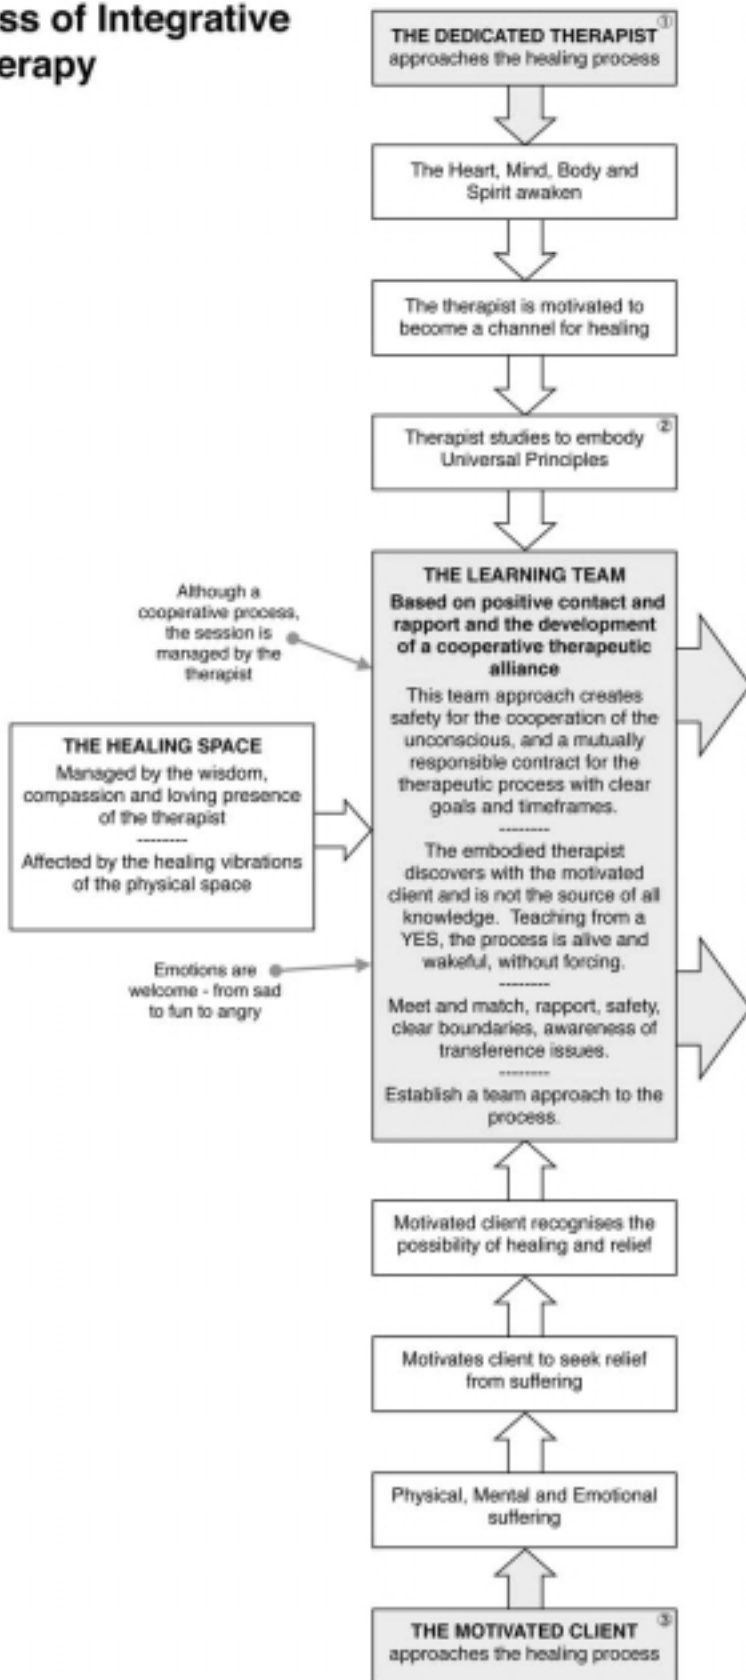 ss of Integrative
erapy
THE DEDICATED THERAPIST ①
approaches the healing process
The Heart, Mind, Body and
Spirit awaken
The therapist is motivated to
become a channel for healing
②
Therapist studies to embody
Universal Principles
THE LEARNING TEAM
Based on positive contact and
rapport and the development
of a cooperative therapeutic
alliance
This team approach creates
safety for the cooperation of the
unconscious, and a mutually
responsible contract for the
therapeutic process with clear
goals and timeframes.
--------
The embodied therapist
discovers with the motivated
client and is not the source of all
knowledge. Teaching from a
YES, the process is alive and
wakeful, without forcing.
--------
Meet and match, rapport, safety,
clear boundaries, awareness of
transference issues.
--------
Establish a team approach to the
process.
Although a
cooperative process,
the session is
managed by the
therapist
THE HEALING SPACE
Managed by the wisdom,
compassion and loving presence
of the therapist
--------
Affected by the healing vibrations
of the physical space
Emotions are
welcome - from sad
to fun to angry
Motivated client recognises the
possibility of healing and relief
Motivates client to seek relief
from suffering
Physical, Mental and Emotional
suffering
THE MOTIVATED CLIENT ③
approaches the healing process